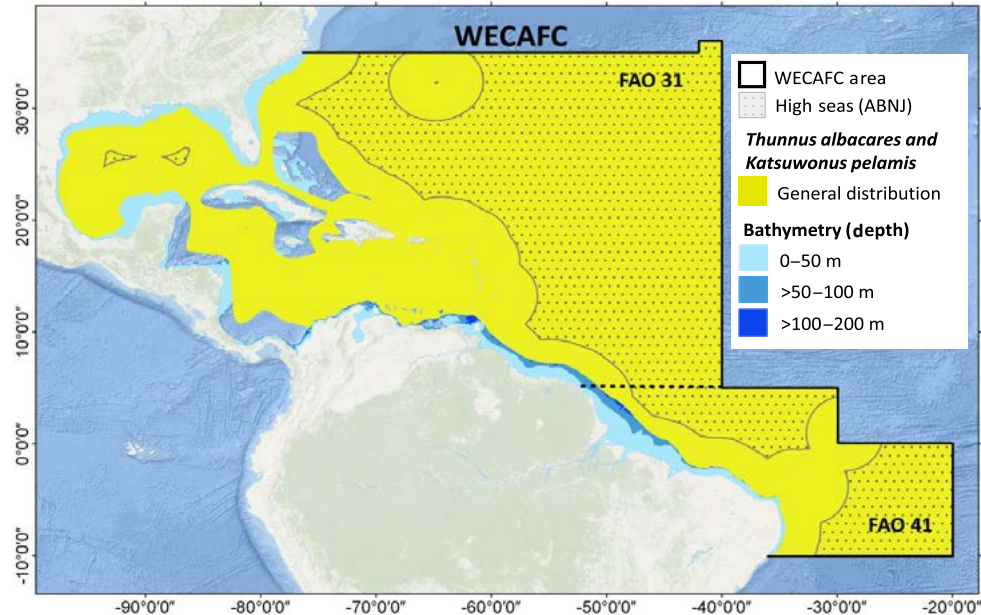 WECAFC
FAO 31
WECAFC area
High seas (ABNJ)
Thunnus albacares and
Katsuwonus pelamis
General distribution
Bathymetry (depth)
0–50 m
>50–100 m
>100–200 m
FAO 41
30°0'0"
20°0'0"
10°0'0"
0°0'0"
-10°0'0"
-90°0'0" -80°0'0" -70°0'0" -60°0'0" -50°0'0" -40°0'0" -30°0'0" -20°0'0"